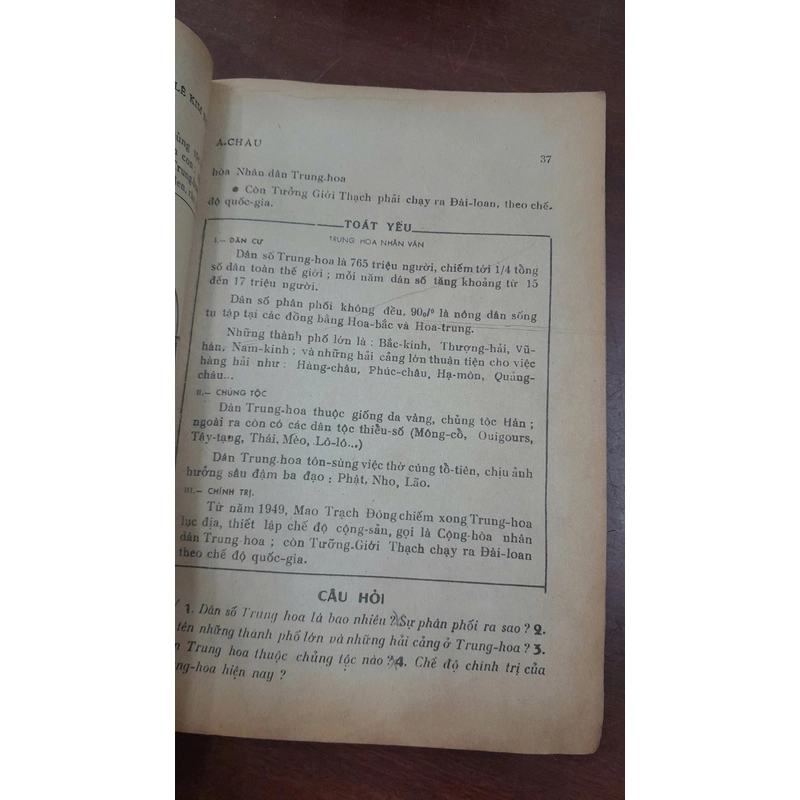 LÊ KIM
A.CHÂU
37
hòa Nhân dân Trung-hoa
● Còn Tưởng Giới Thạch phải chạy ra Đài-loan, theo chế-
độ quốc-gia.
TOÁT YẾU
TRUNG HOA NHÂN VĂN
I.— DÂN CƯ
Dân số Trung-hoa là 765 triệu người, chiếm tới 1/4 tổng
số dân toàn thế giới ; mỗi năm dân số tăng khoảng từ 15
đến 17 triệu người.
Dân số phân phối không đều, 90o/o là nông dân sống
tu tập tại các đồng bằng Hoa-bắc và Hoa-trung.
Những thành phố lớn là : Bắc-kinh, Thượng-hải, Vũ-
hán, Nam-kinh ; và những hải cảng lớn thuận tiện cho việc
hàng hải như : Hàng-châu, Phúc-châu, Hạ-môn, Quảng-
châu...
II.— CHỦNG TỘC
Dân Trung-hoa thuộc giống da vàng, chủng tộc Hán ;
ngoài ra còn có các dân tộc thiểu-số (Mông-cổ, Ouigours,
Tây-tạng, Thái, Mèo, Lô-lô...)
Dân Trung-hoa tôn-sùng việc thờ cúng tổ-tiên, chịu ảnh
hưởng sâu đậm ba đạo : Phật, Nho, Lão.
III.— CHÍNH TRỊ.
Từ năm 1949, Mao Trạch Đông chiếm xong Trung-hoa
lục địa, thiết lập chế độ cộng-sản, gọi là Cộng-hòa nhân
dân Trung hoa ; còn Tưỡng-Giới Thạch chạy ra Đài-loan
theo chế độ quốc-gia.
CÂU HỎI
1. Dân số Trung hoa là bao nhiêu ? Sự phân phối ra sao ? 2.
tên những thành phố lớn và những hải cảng ở Trung-hoa ? 3.
Trung hoa thuộc chủng tộc nào ? 4. Chế độ chính trị của
ng-hoa hiện nay ?